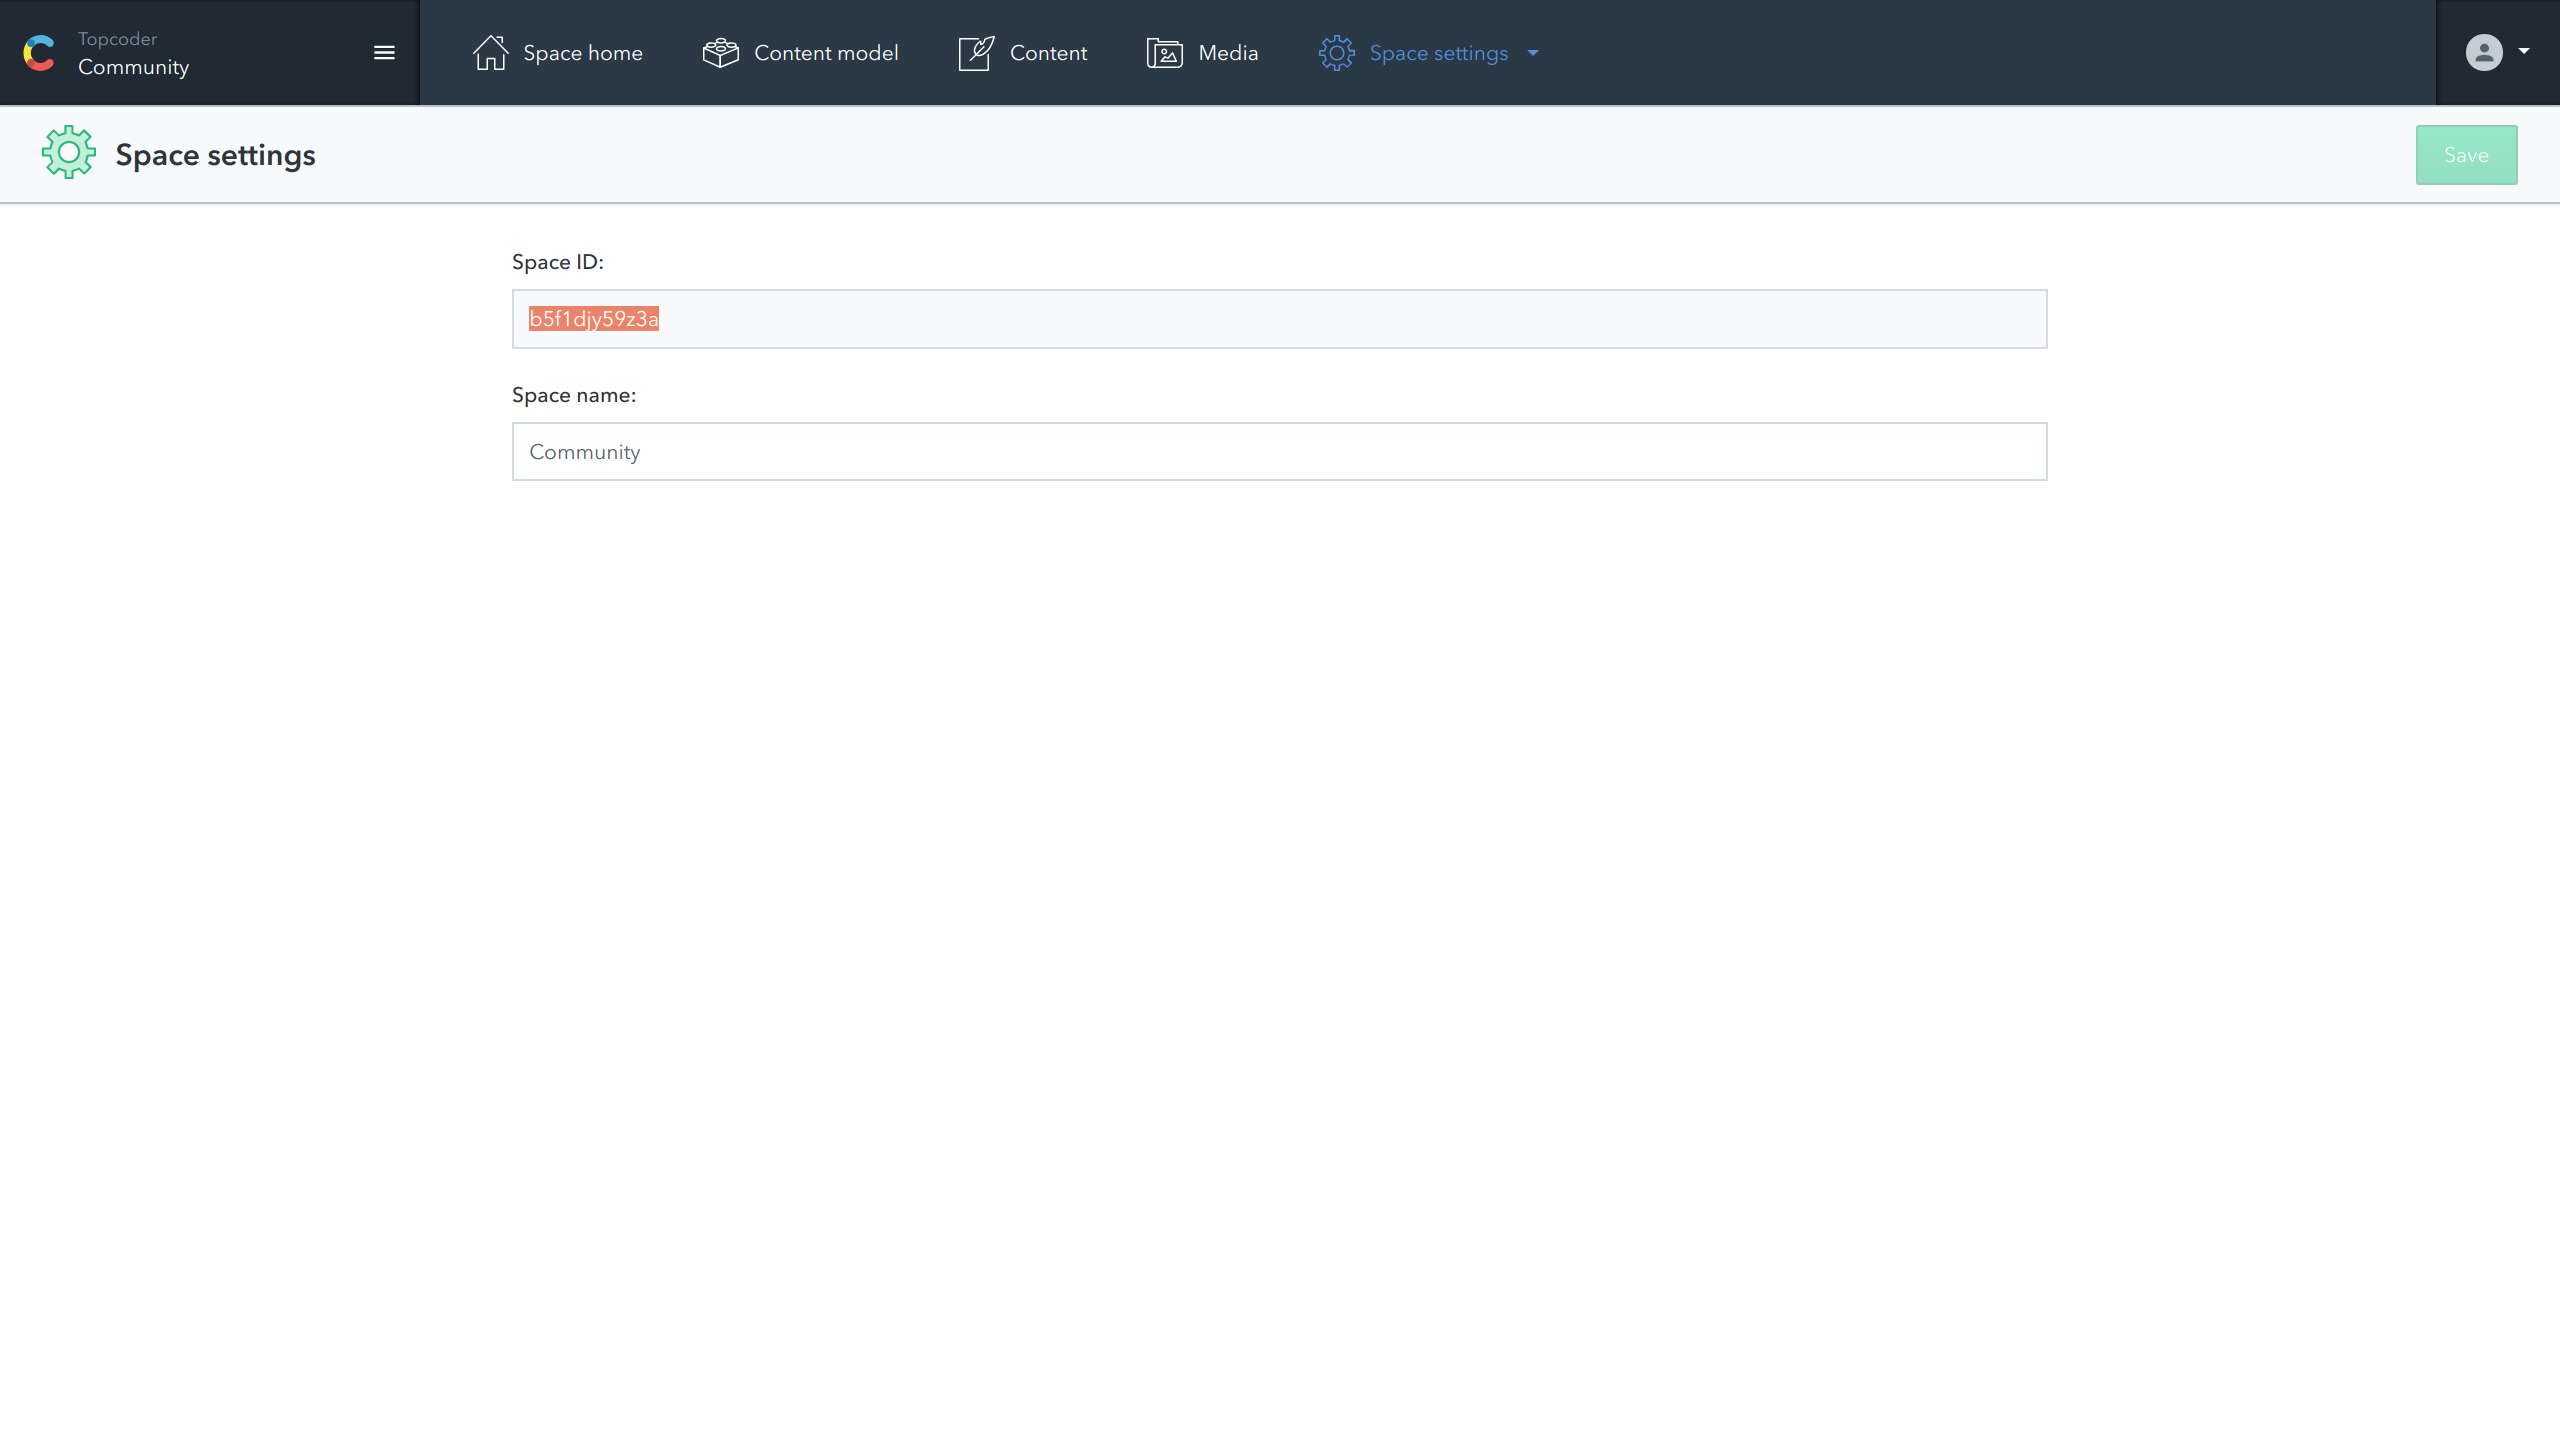 Topcoder
Community
Space home
Content model
Content
Media
Space settings
Space settings
Save
Space ID:
b5f1djy59z3a
Space name:
Community